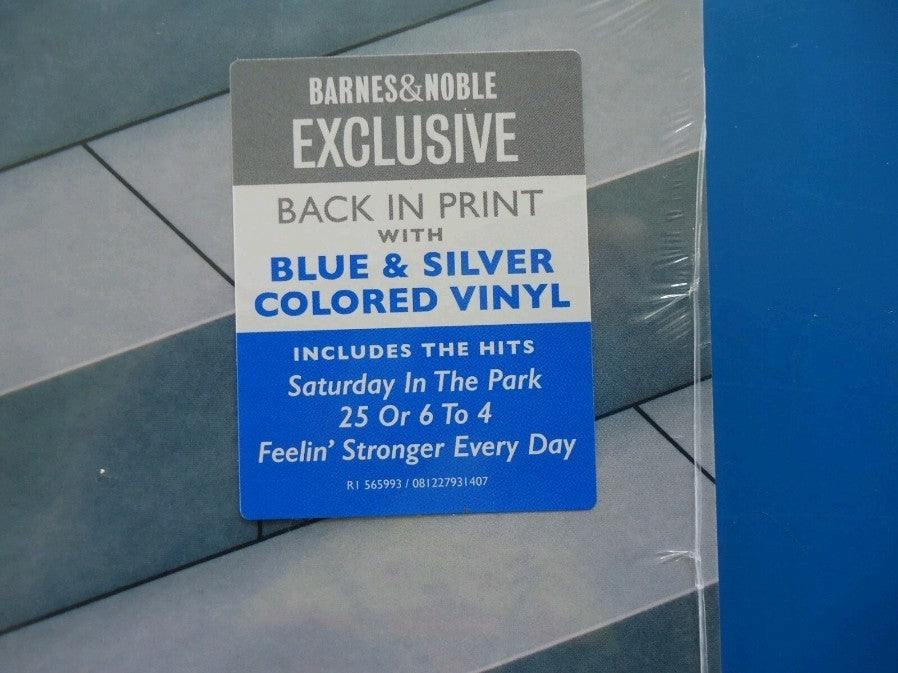 BARNES&NOBLE
EXCLUSIVE
BACK IN PRINT
WITH
BLUE & SILVER
COLORED VINYL
INCLUDES THE HITS
Saturday In The Park
25 Or 6 To 4
Feelin’ Stronger Every Day
R1 565993 / 081227931407